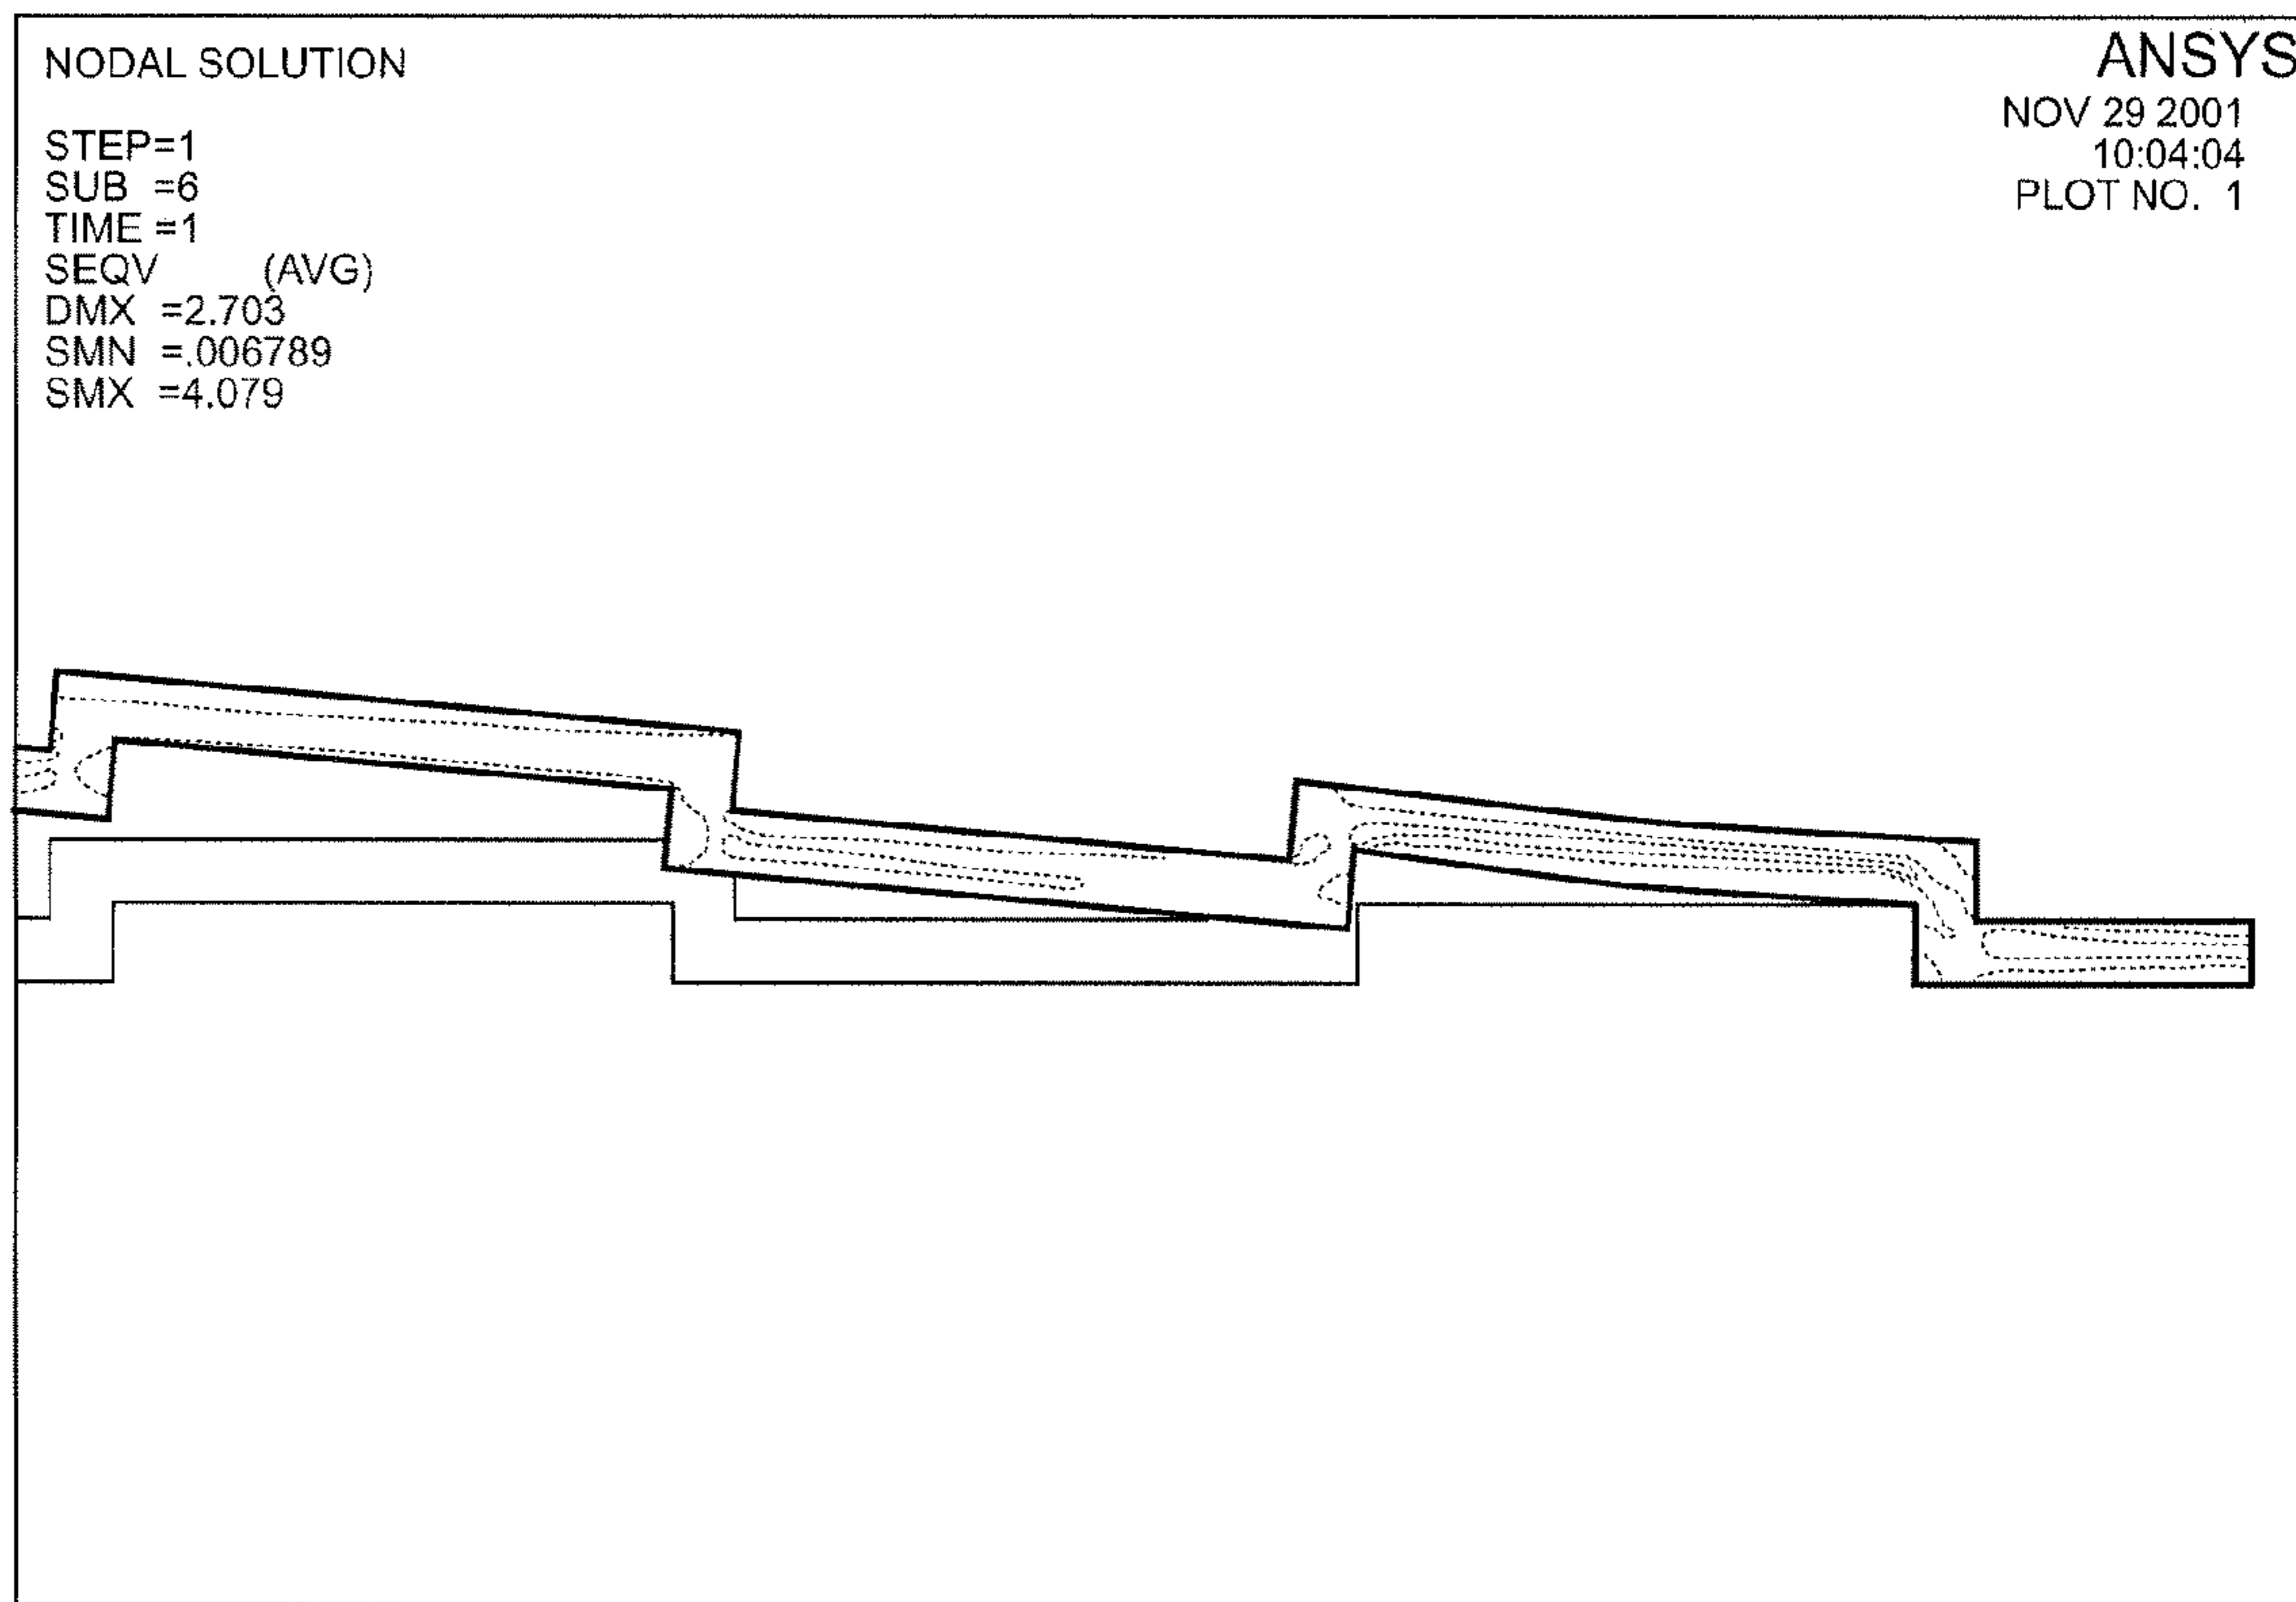 NODAL SOLUTION
STEP=1
SUB =6
TIME =1
SEQV (AVG)
DMX =2.703
SMN =.006789
SMX =4.079
ANSYS
NOV 29 2001
10:04:04
PLOT NO. 1